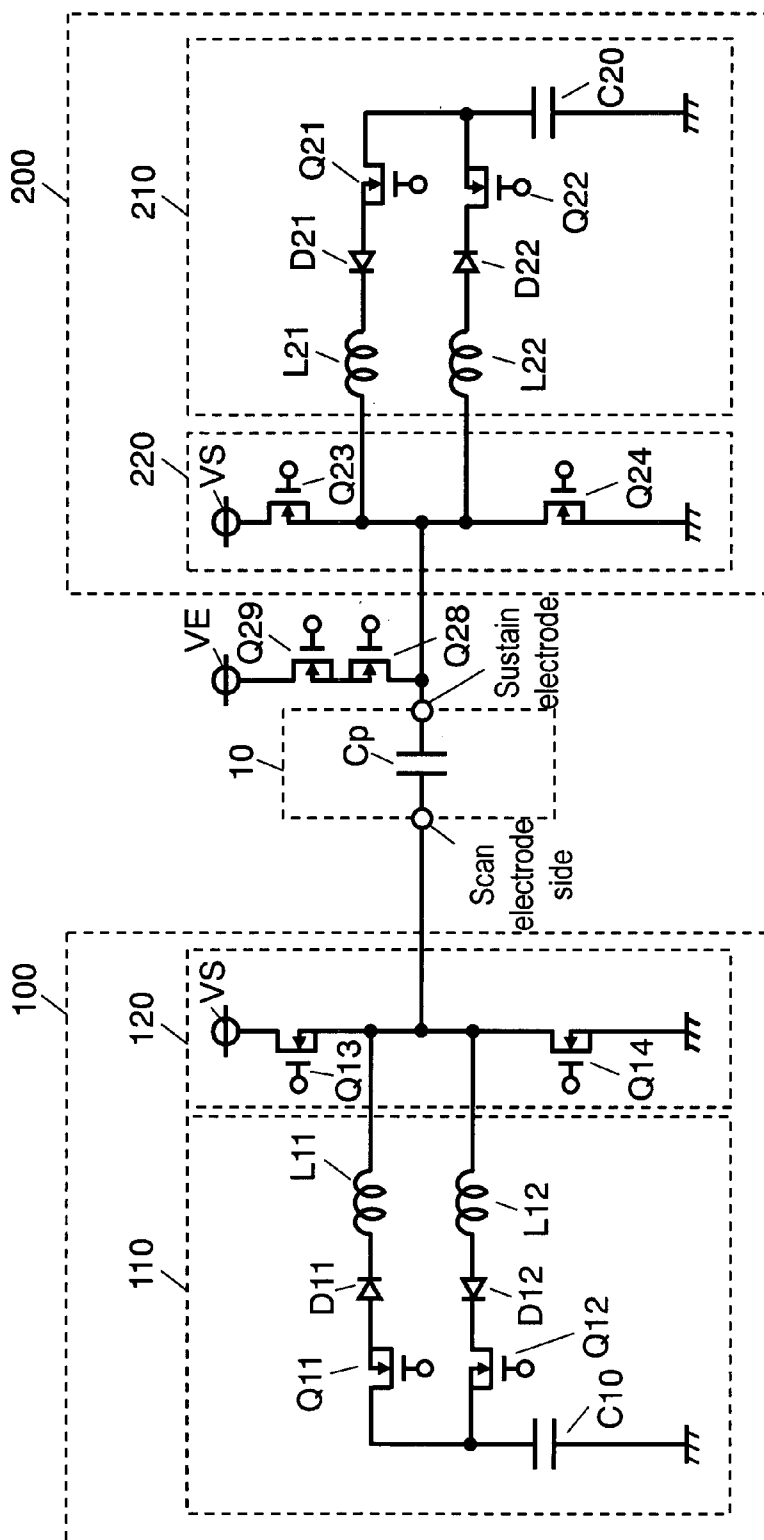 100
110
120
VS
Q13
L11
D11
Q11
L12
D12
Q12
C10
Q14
Scan
electrode
side
10
Cp
Sustain
electrode
VE
Q29
Q28
200
220
VS
210
Q23
L21
D21
Q21
L22
D22
Q22
C20
Q24